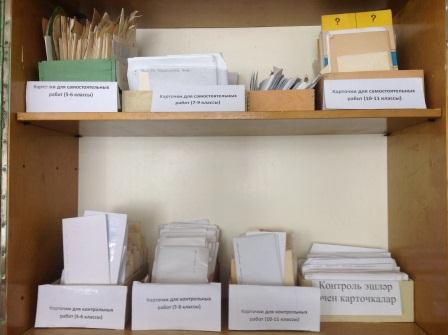 ? ?
Карточки для самостоятельных
работ (5-6 классы)
Карточки для самостоятельных
работ (7-9 классы)
Карточки для самостоятельных
работ (10-11 классы)
Карточки для контрольных
работ (5-6 классы)
Карточки для контрольных
работ (7-9 классы)
Карточки для контрольных
работ (10-11 классы)
Контроль эшләр
өчен карточкалар